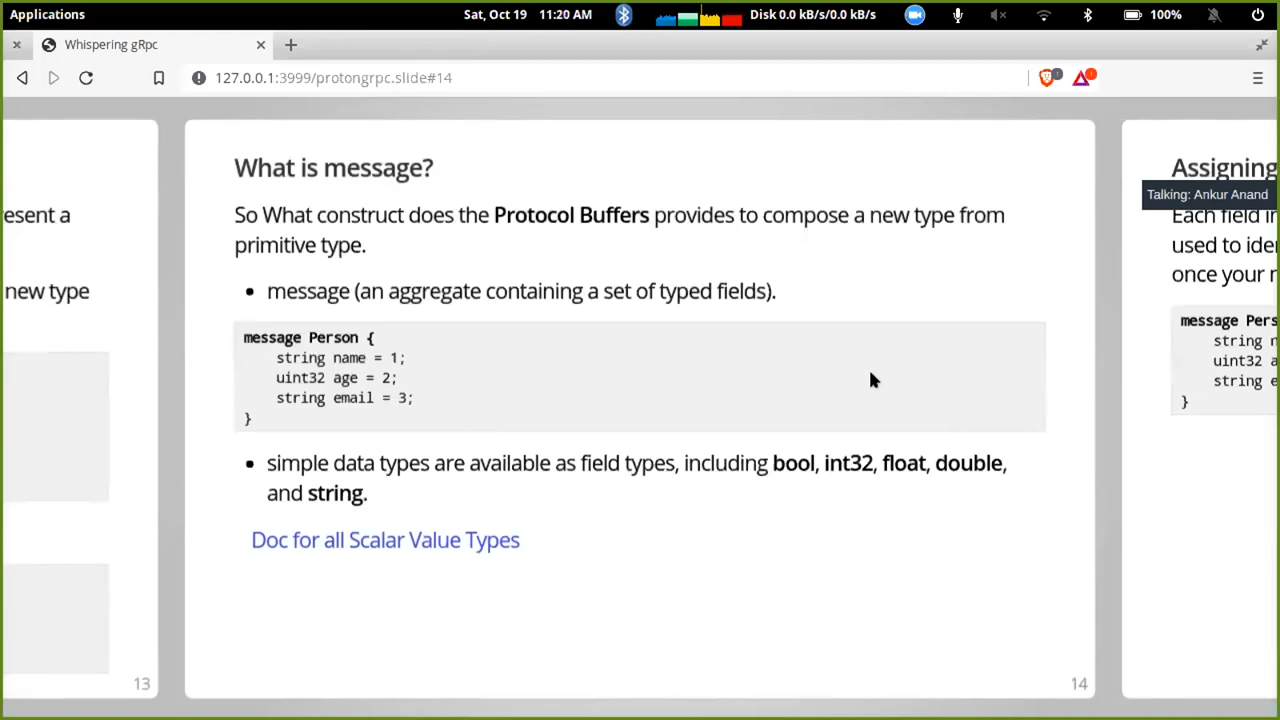 Applications
Sat, Oct 19 11:20 AM
Disk 0.0 kB/s/0.0 kB/s
100%
Whispering gRpc
127.0.0.1:3999/protongrpc.slide#14
What is message?
So What construct does the Protocol Buffers provides to compose a new type from
primitive type.
• message (an aggregate containing a set of typed fields).
message Person {
string name = 1;
uint32 age = 2;
string email = 3;
}
• simple data types are available as field types, including bool, int32, float, double,
and string.
Doc for all Scalar Value Types
14
esent a
new type
13
Assigning
Talking: Ankur Anand
Each field i
used to ide
once your
message Pers
string n
uint32 a
string e
}